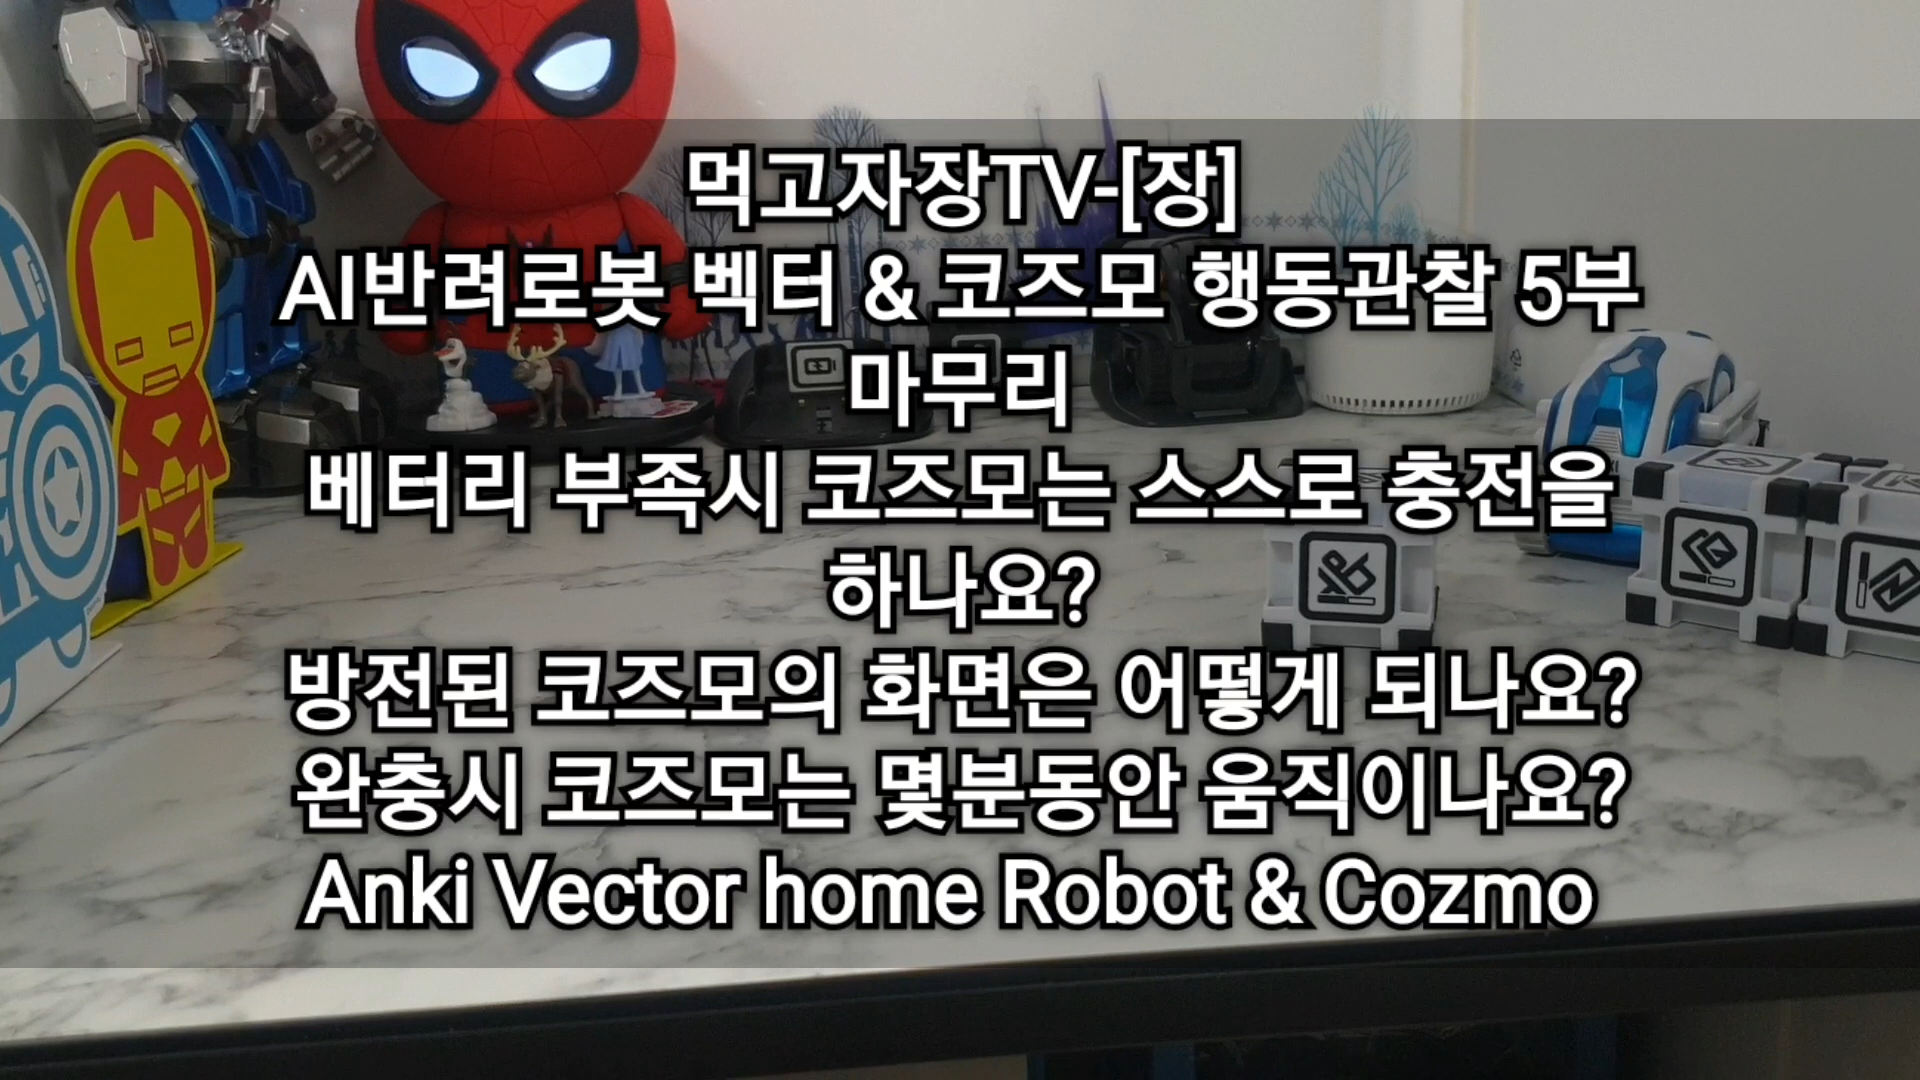 먹고자장TV-[장]
AI반려로봇 벡터 & 코즈모 행동관찰 5부
마무리
베터리 부족시 코즈모는 스스로 충전을
하나요?
방전된 코즈모의 화면은 어떻게 되나요?
완충시 코즈모는 몇분동안 움직이나요?
Anki Vector home Robot & Cozmo